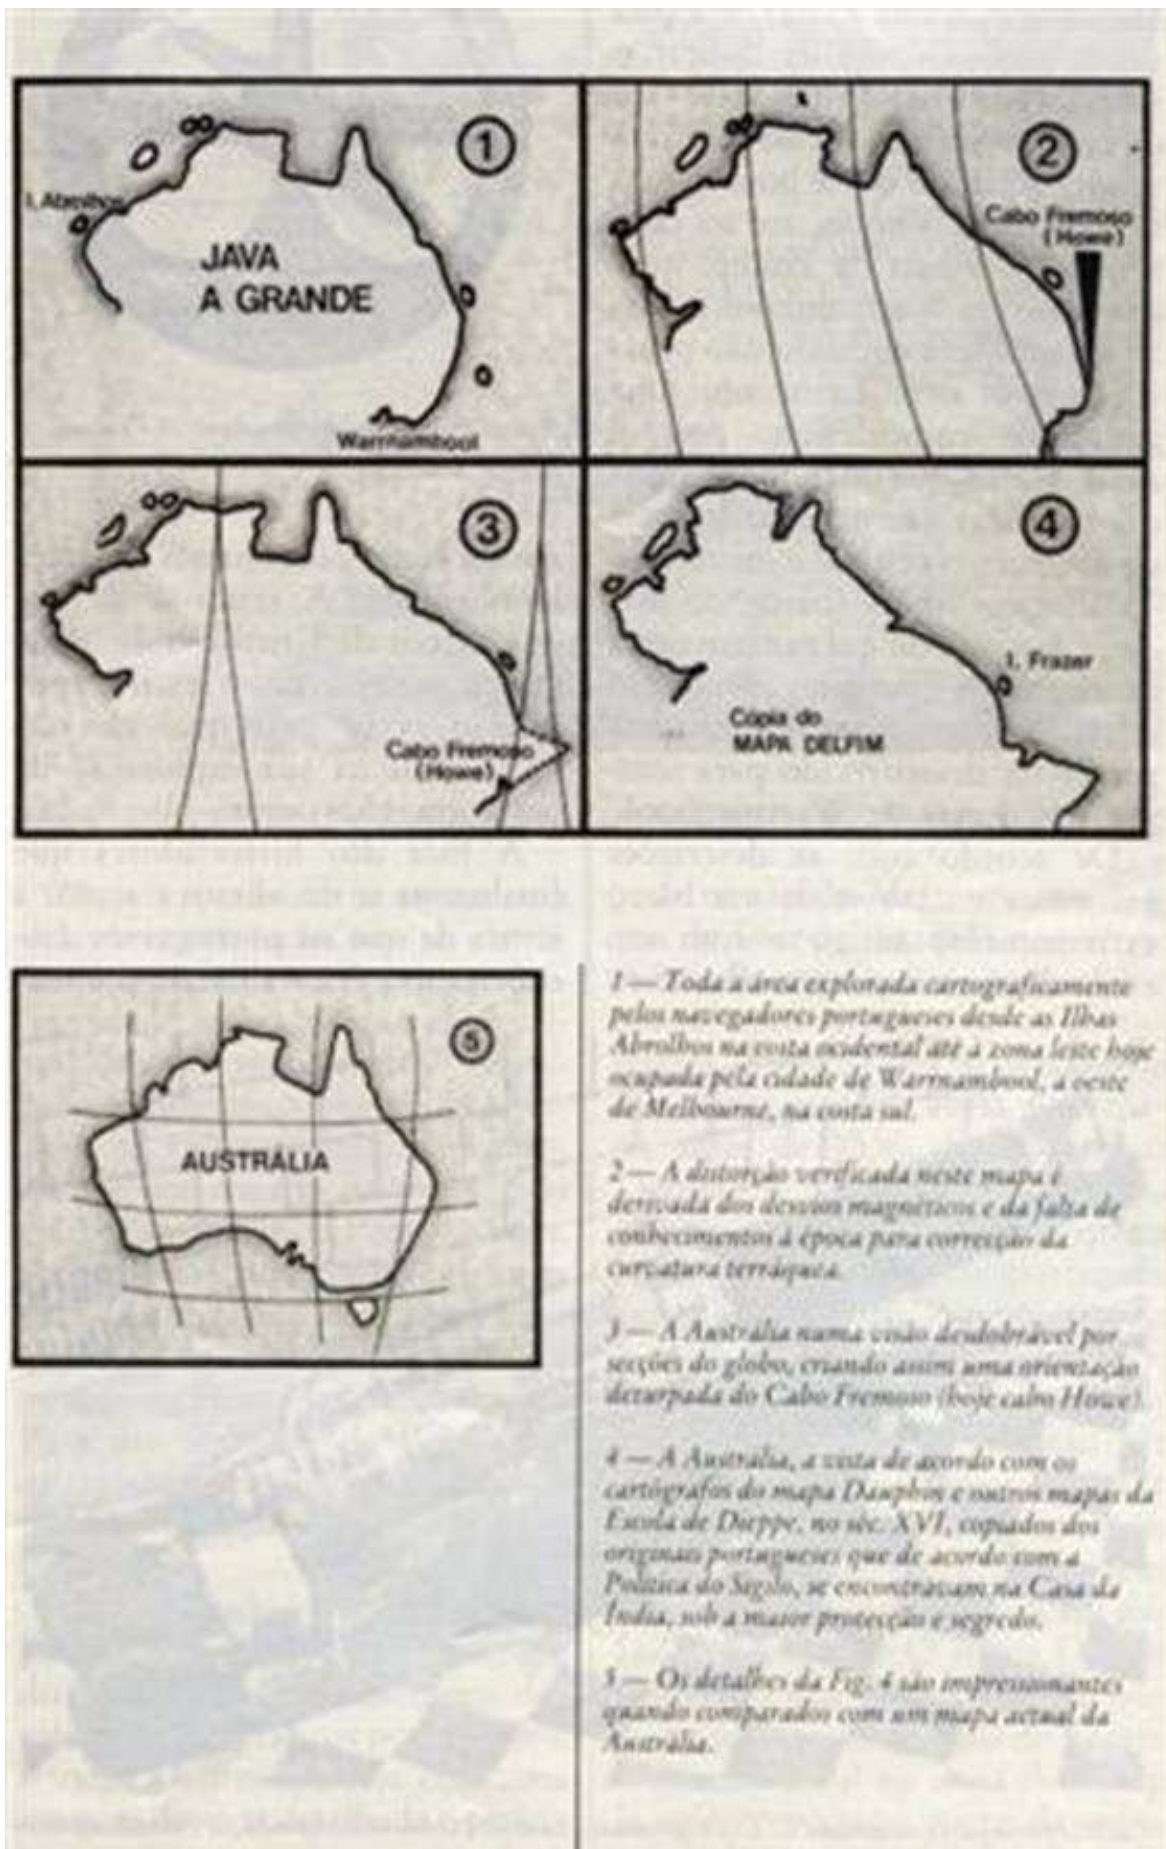 1
I. Abrolhos
JAVA
A GRANDE
Warrnambool
2
Cabo Fremoso
(Howe)
3
Cabo Fremoso
(Howe)
4
I. Frazer
Cópia do
MAPA DELFIM
5
AUSTRÁLIA
1 — Toda a área explorada cartograficamente
pelos navegadores portugueses desde as Ilhas
Abrolhos na costa ocidental até à zona leste hoje
ocupada pela cidade de Warrnambool, a oeste
de Melbourne, na costa sul.
2 — A distorção verificada neste mapa é
derivada dos desvios magnéticos e da falta de
conhecimentos à época para correcção da
curvatura terráquea.
3 — A Austrália numa visão desdobrável por
secções do globo, criando assim uma orientação
deturpada do Cabo Fremoso (hoje cabo Howe).
4 — A Austrália, a vista de acordo com os
cartógrafos do mapa Dauphin e outros mapas da
Escola de Dieppe, no séc. XVI, copiados dos
originais portugueses que de acordo com a
Política do Sigilo, se encontravam na Casa da
Índia, sob a maior protecção e segredo.
5 — Os detalhes da Fig. 4 são impressionantes
quando comparados com um mapa actual da
Austrália.